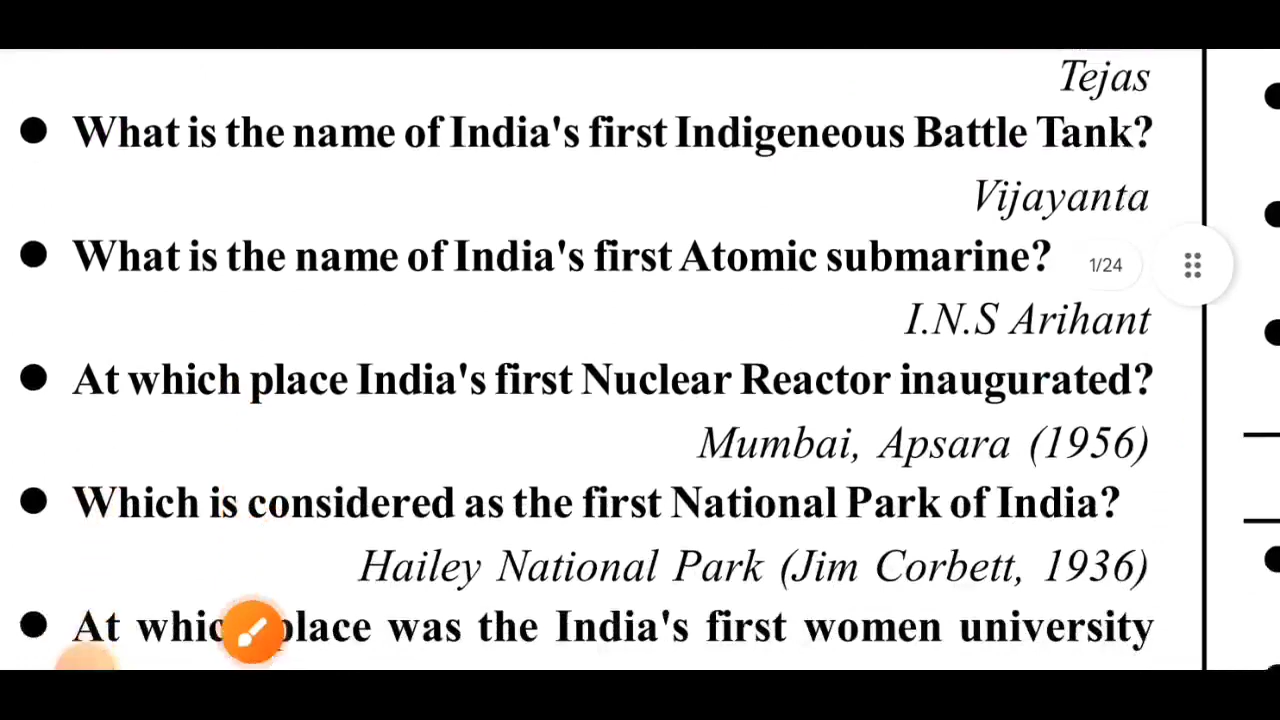 Tejas
● What is the name of India's first Indigeneous Battle Tank?
Vijayanta
● What is the name of India's first Atomic submarine?
1/24
I.N.S Arihant
● At which place India's first Nuclear Reactor inaugurated?
Mumbai, Apsara (1956)
● Which is considered as the first National Park of India?
Hailey National Park (Jim Corbett, 1936)
● At which place was the India's first women university